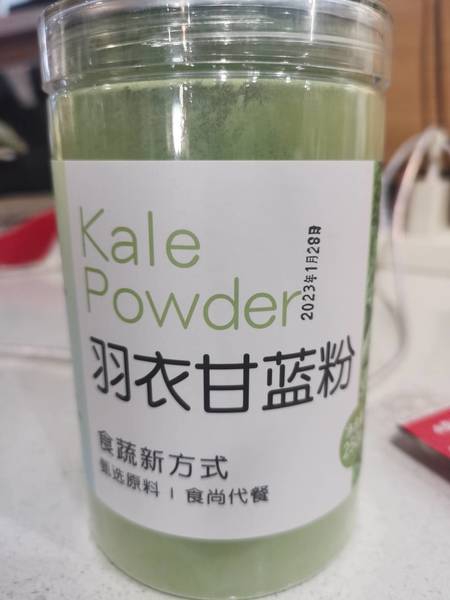 Kale
Powder
2023年1月28日
羽衣甘蓝粉
食蔬新方式
甄选原料 | 食尚代餐